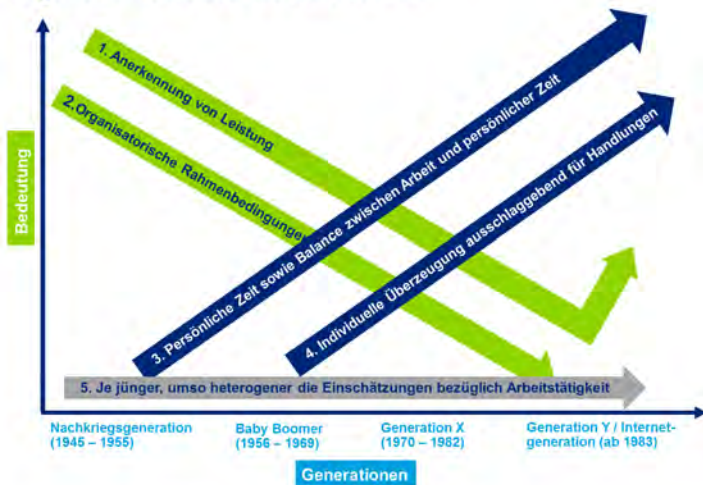 1. Anerkennung von Leistung
2.Organisatorische Rahmenbedingungen
3. Persönliche Zeit sowie Balance zwischen Arbeit und persönlicher Zeit
4. Individuelle Überzeugung ausschlaggebend für Handlungen
5. Je jünger, umso heterogener die Einschätzungen bezüglich Arbeitstätigkeit
Bedeutung
Nachkriegsgeneration
(1945 – 1955)
Baby Boomer
(1956 – 1969)
Generation X
(1970 – 1982)
Generation Y / Internet-
generation (ab 1983)
Generationen